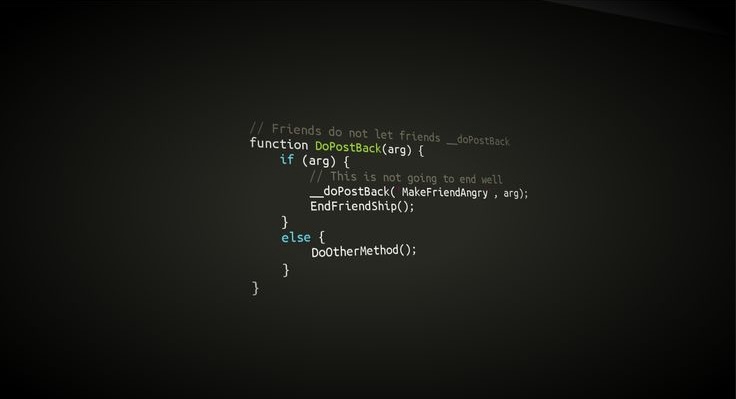 // Friends do not let friends __doPostBack
function DoPostBack(arg) {
if (arg) {
// This is not going to end well
__doPostBack( MakeFriendAngry , arg);
EndFriendShip();
}
else {
DoOtherMethod();
}
}